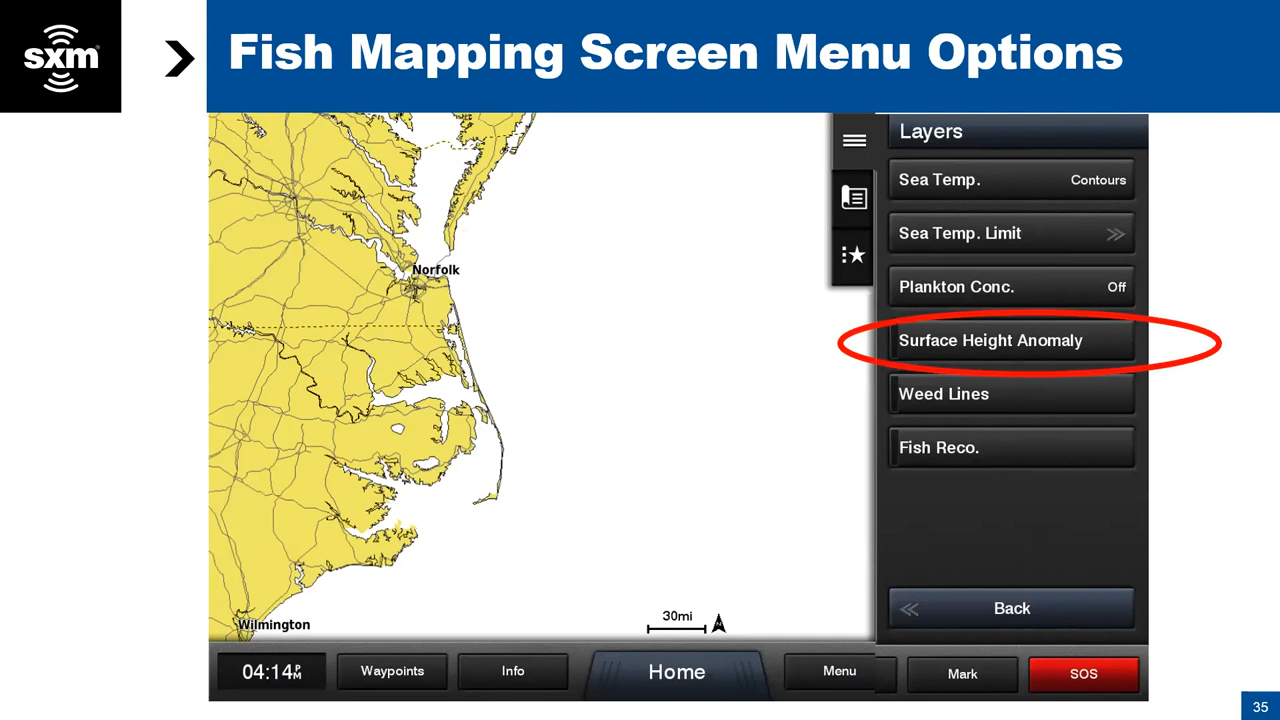 sxm
Fish Mapping Screen Menu Options
Layers
Sea Temp. Contours
Sea Temp. Limit
Plankton Conc. Off
Surface Height Anomaly
Weed Lines
Fish Reco.
Back
Norfolk
Wilmington
30mi
N
04:14PM
Waypoints
Info
Home
Menu
Mark
SOS
35